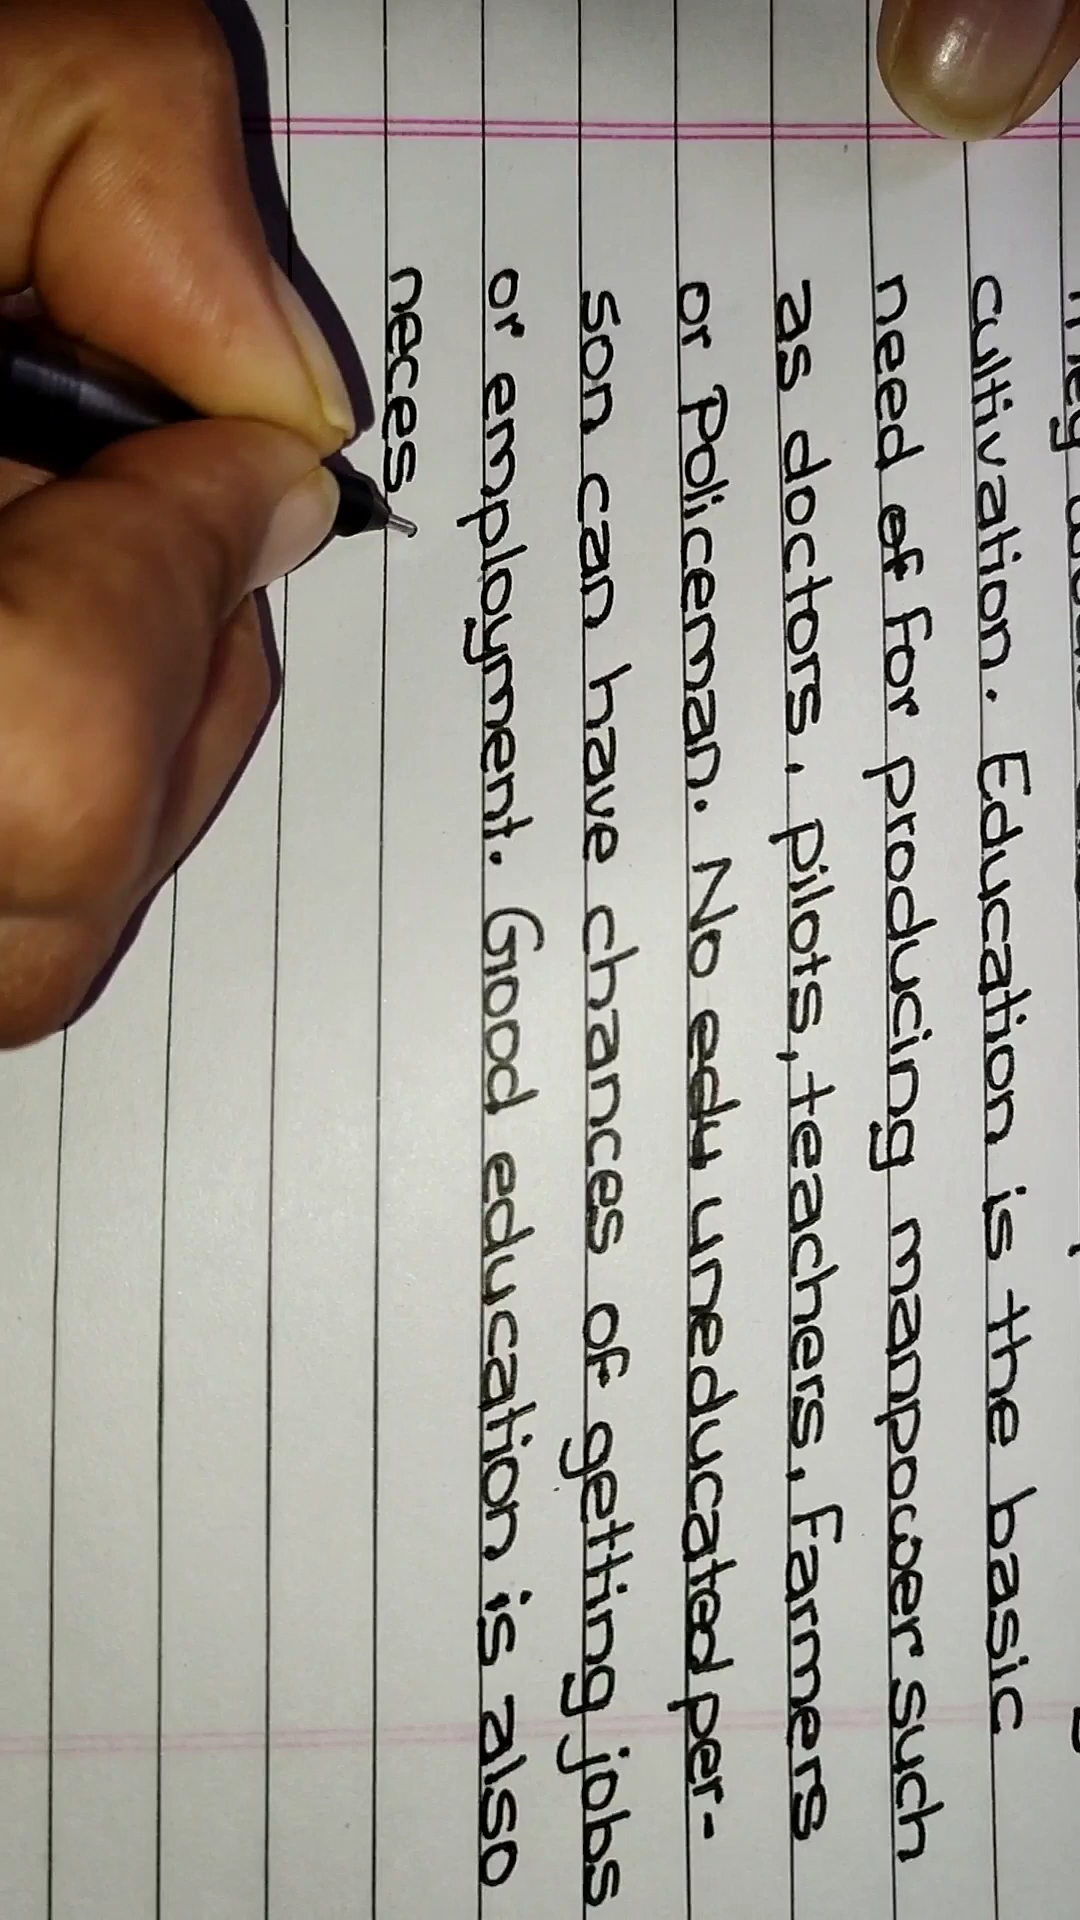 cultivation. Education is the basic
need of for producing manpower such
as doctors, pilots, teachers, Farmers
or Policeman. No edu uneducated per-
son can have chances of getting jobs
or employment. Good education is also
neces